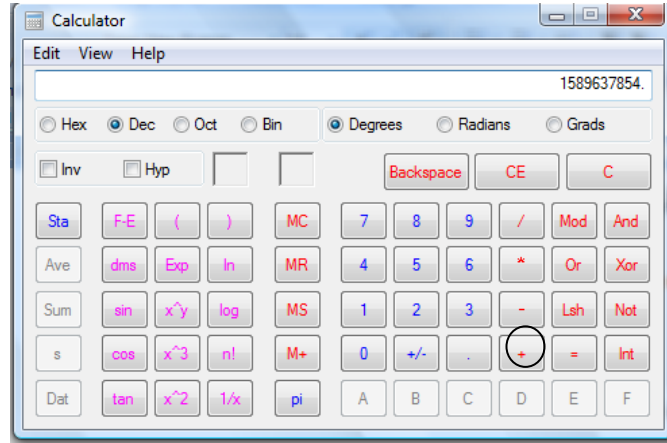 Calculator
Edit View Help
1589637854.
Hex Dec Oct Bin Degrees Radians Grads
Inv Hyp Backspace CE C
Sta F-E ( ) MC 7 8 9 / Mod And
Ave dms Exp ln MR 4 5 6 * Or Xor
Sum sin x^y log MS 1 2 3 - Lsh Not
s cos x^3 n! M+ 0 +/- . + = Int
Dat tan x^2 1/x pi A B C D E F